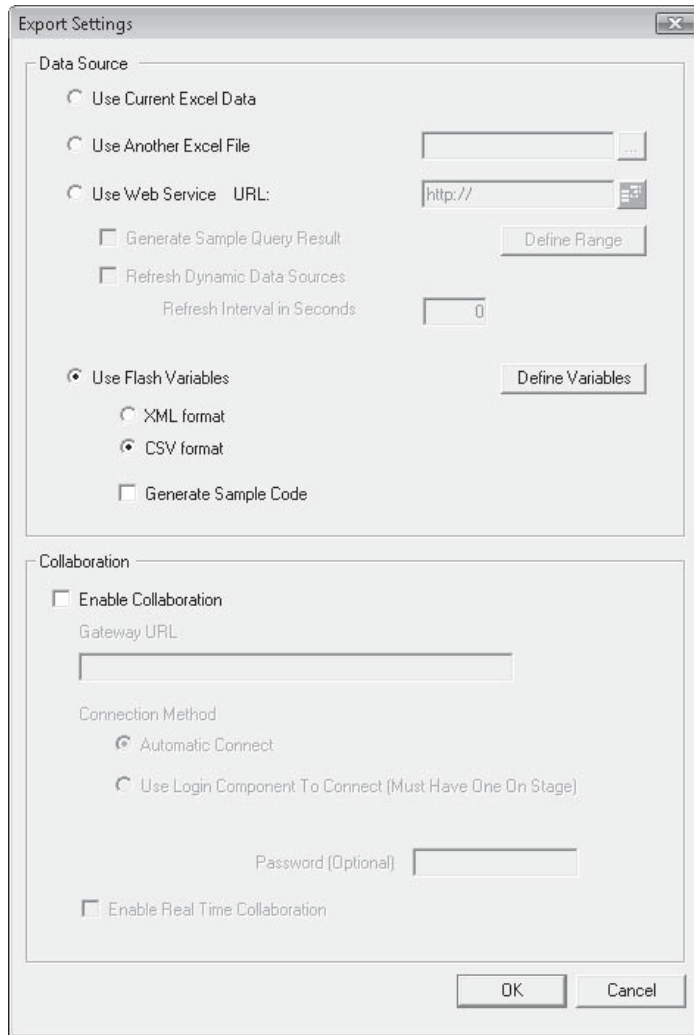 Export Settings
Data Source
Use Current Excel Data
Use Another Excel File
...
Use Web Service URL:
http://
Generate Sample Query Result
Define Range
Refresh Dynamic Data Sources
Refresh Interval in Seconds
0
Use Flash Variables
Define Variables
XML format
CSV format
Generate Sample Code
Collaboration
Enable Collaboration
Gateway URL
Connection Method
Automatic Connect
Use Login Component To Connect (Must Have One On Stage)
Password (Optional)
Enable Real Time Collaboration
OK
Cancel